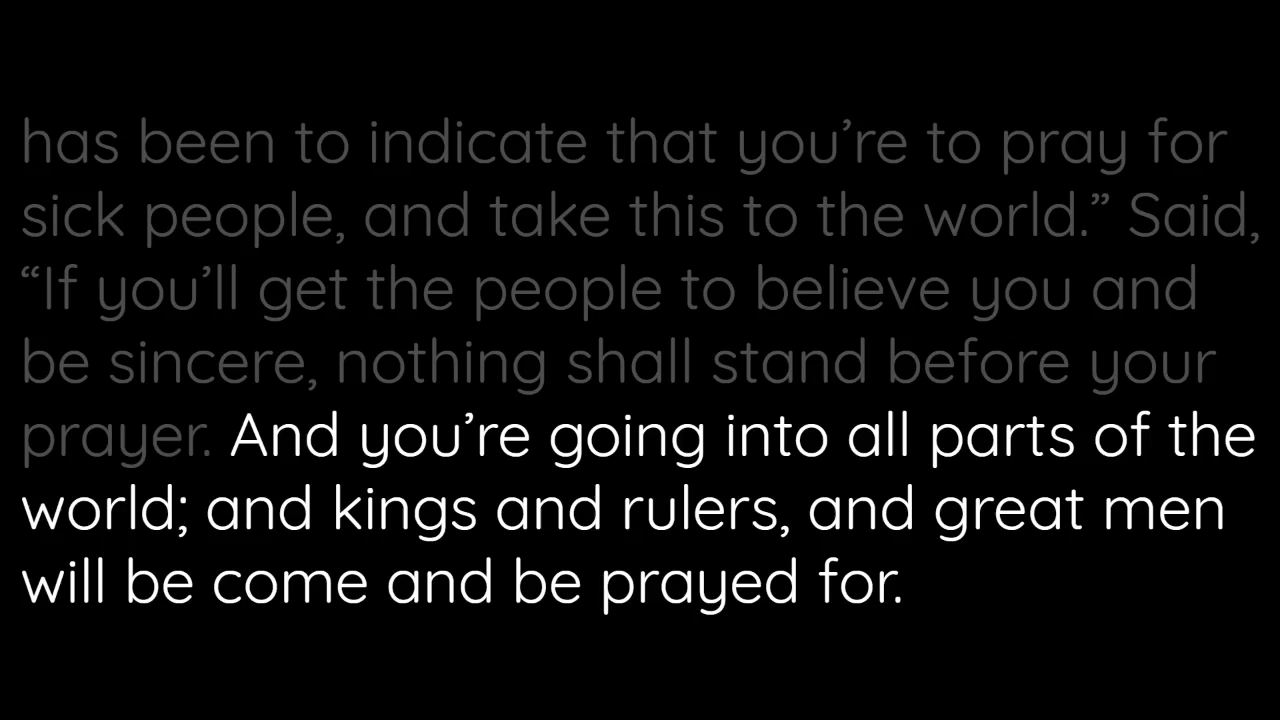 has been to indicate that you’re to pray for
sick people, and take this to the world.” Said,
“If you’ll get the people to believe you and
be sincere, nothing shall stand before your
prayer. And you’re going into all parts of the
world; and kings and rulers, and great men
will be come and be prayed for.